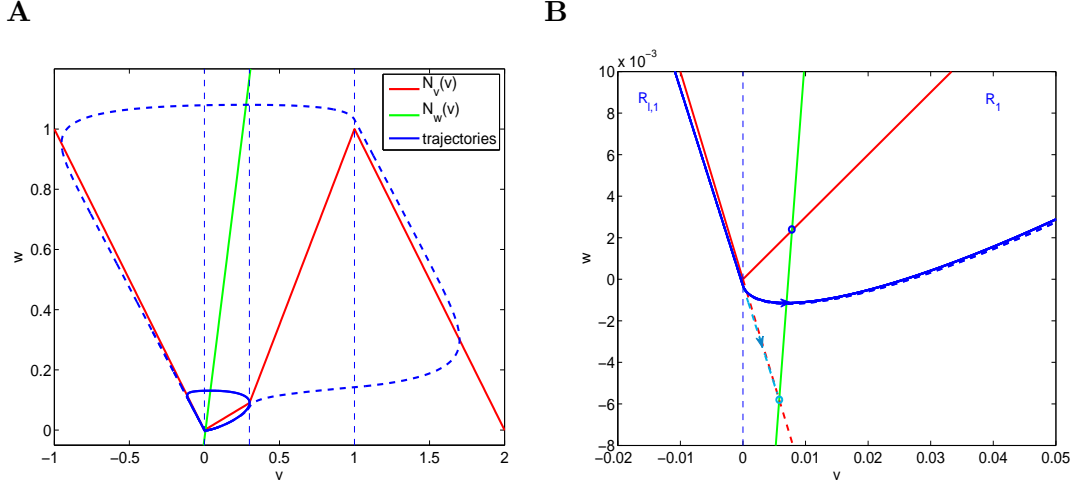 A
B
N_v(v)
N_w(v)
trajectories
w
1
0.8
0.6
0.4
0.2
0
−1
−0.5
0
0.5
1
1.5
2
v
x 10^-3
10
8
6
4
2
0
−2
−4
−6
−8
w
R_{l,1}
R_1
−0.02
−0.01
0
0.01
0.02
0.03
0.04
0.05
v